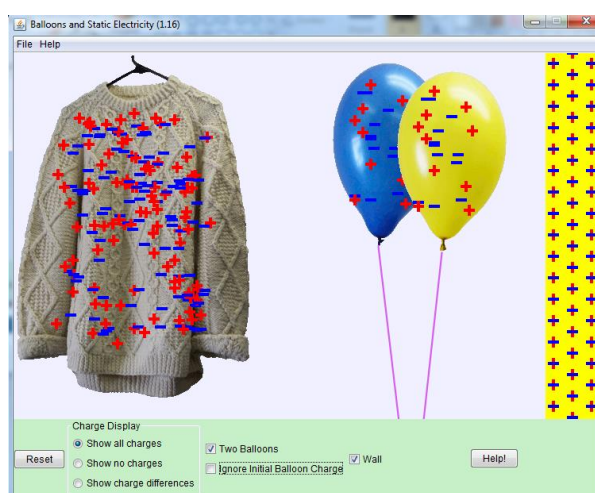 Balloons and Static Electricity (1.16)
File Help
Charge Display
Show all charges
Show no charges
Show charge differences
Two Balloons
Ignore Initial Balloon Charge
Wall
Reset
Help!